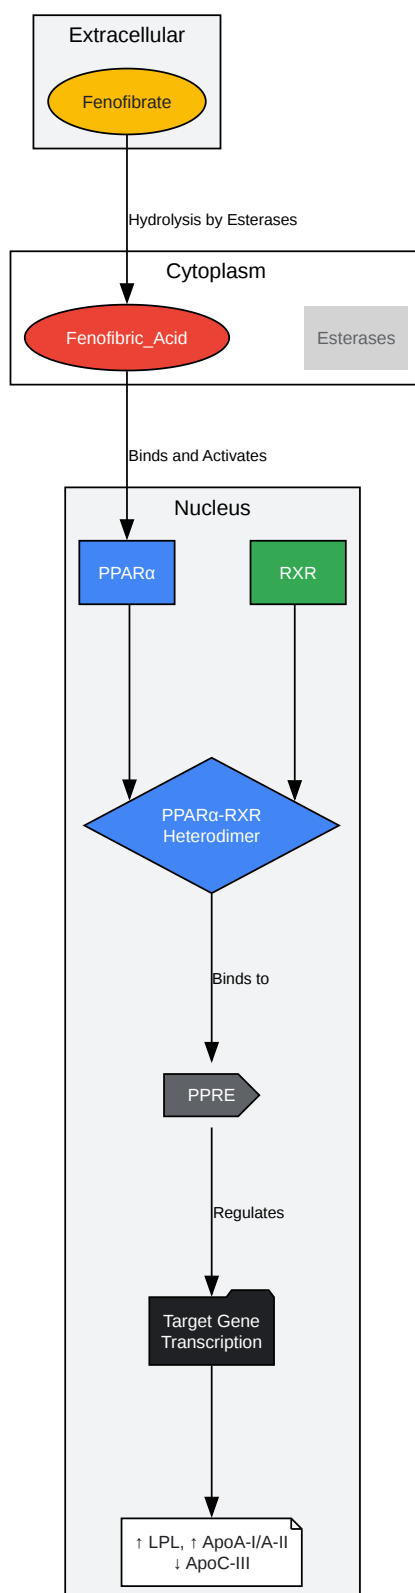 Extracellular
Fenofibrate
Hydrolysis by Esterases
Cytoplasm
Fenofibric_Acid
Esterases
Binds and Activates
Nucleus
PPARα
RXR
PPARα-RXR
Heterodimer
Binds to
PPRE
Regulates
Target Gene
Transcription
↑ LPL, ↑ ApoA-I/A-II
↓ ApoC-III